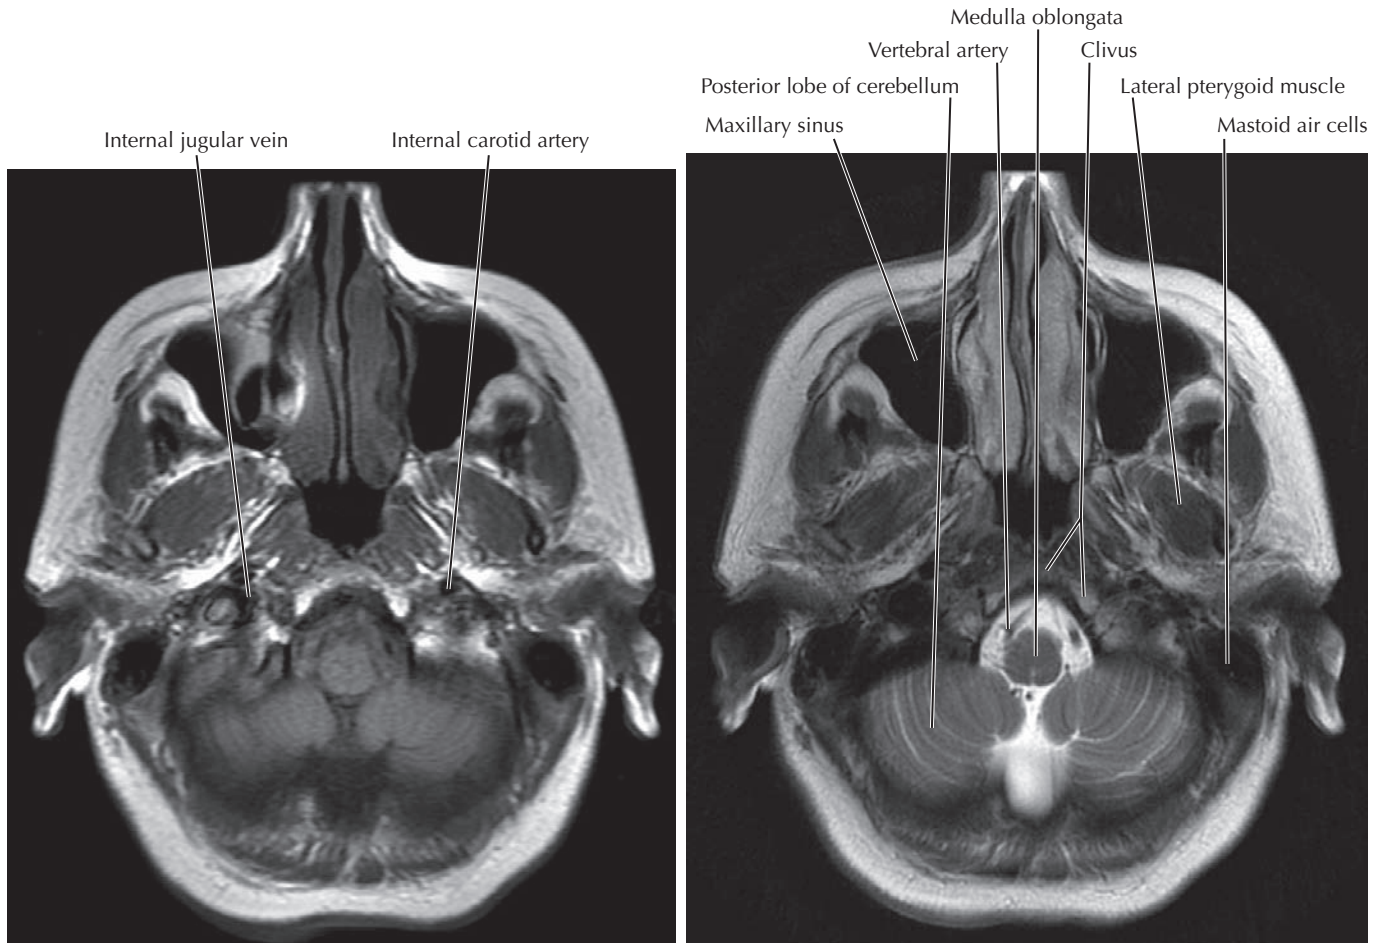 Medulla oblongata
Vertebral artery
Clivus
Posterior lobe of cerebellum
Lateral pterygoid muscle
Maxillary sinus
Mastoid air cells
Internal jugular vein
Internal carotid artery